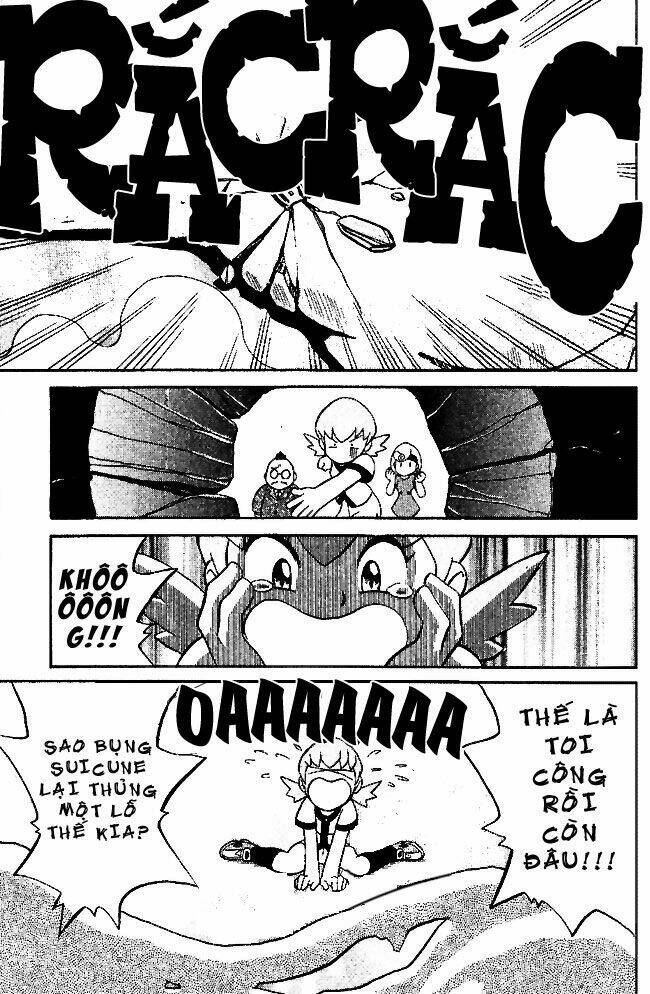 RẮCRẮC
KHÔÔ
ÔÔÔN
G!!!
OAAAAAAA
THẾ LÀ
TOI
CÔNG
RỒI
CÒN
ĐÂU!!!
SAO BỤNG
SUICUNE
LẠI THỦNG
MỘT LỖ
THẾ KIA?